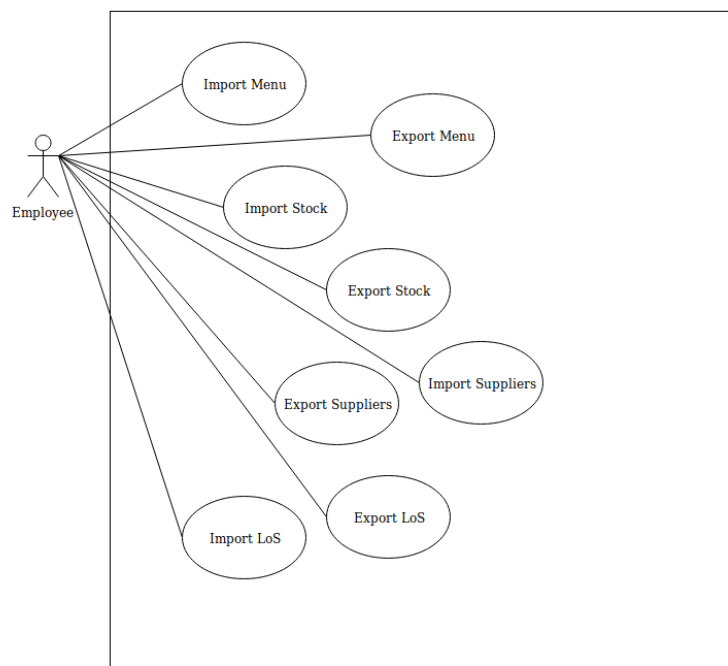 Import Menu
Export Menu
Employee
Import Stock
Export Stock
Import Suppliers
Export Suppliers
Export LoS
Import LoS